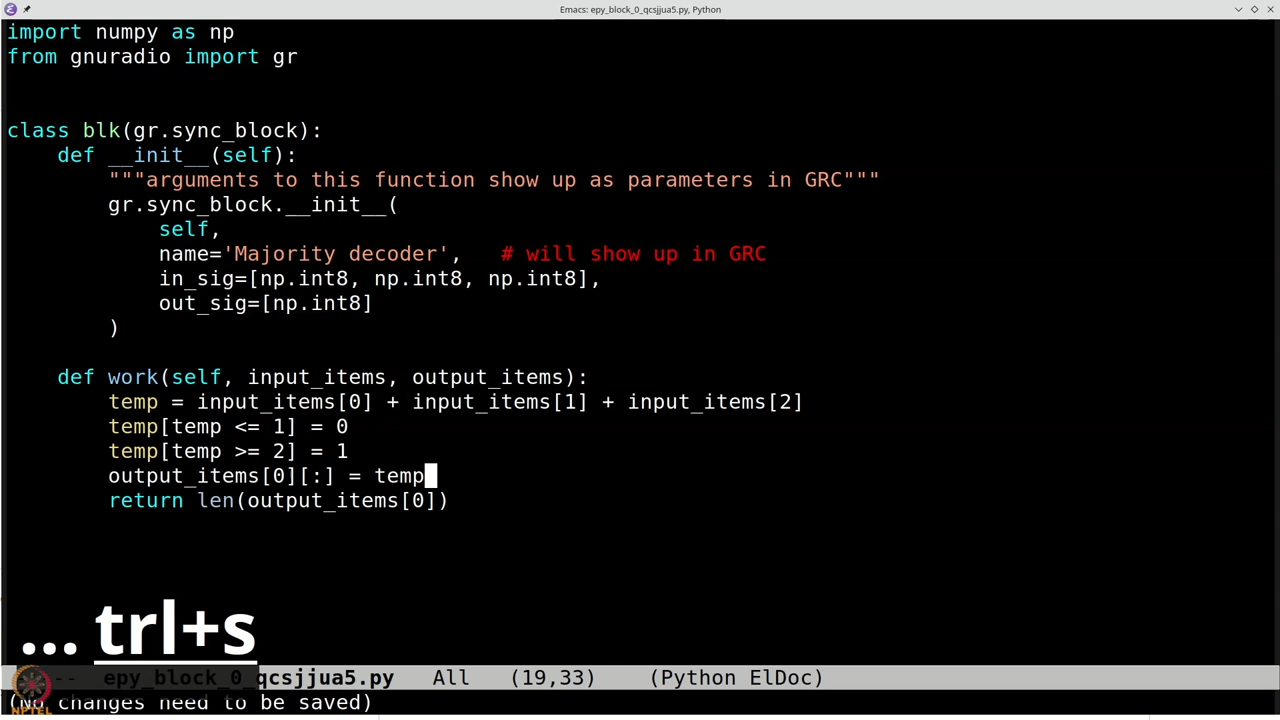 Emacs: epy_block_0_qcsjjua5.py, Python
import numpy as np
from gnuradio import gr
class blk(gr.sync_block):
    def __init__(self):
        """arguments to this function show up as parameters in GRC"""
        gr.sync_block.__init__(
            self,
            name='Majority decoder',   # will show up in GRC
            in_sig=[np.int8, np.int8, np.int8],
            out_sig=[np.int8]
        )
    def work(self, input_items, output_items):
        temp = input_items[0] + input_items[1] + input_items[2]
        temp[temp <= 1] = 0
        temp[temp >= 2] = 1
        output_items[0][:] = temp
        return len(output_items[0])
... trl+s
-- epy_block_0_qcsjjua5.py   All   (19,33)   (Python ElDoc)
(No changes need to be saved)
NPTEL